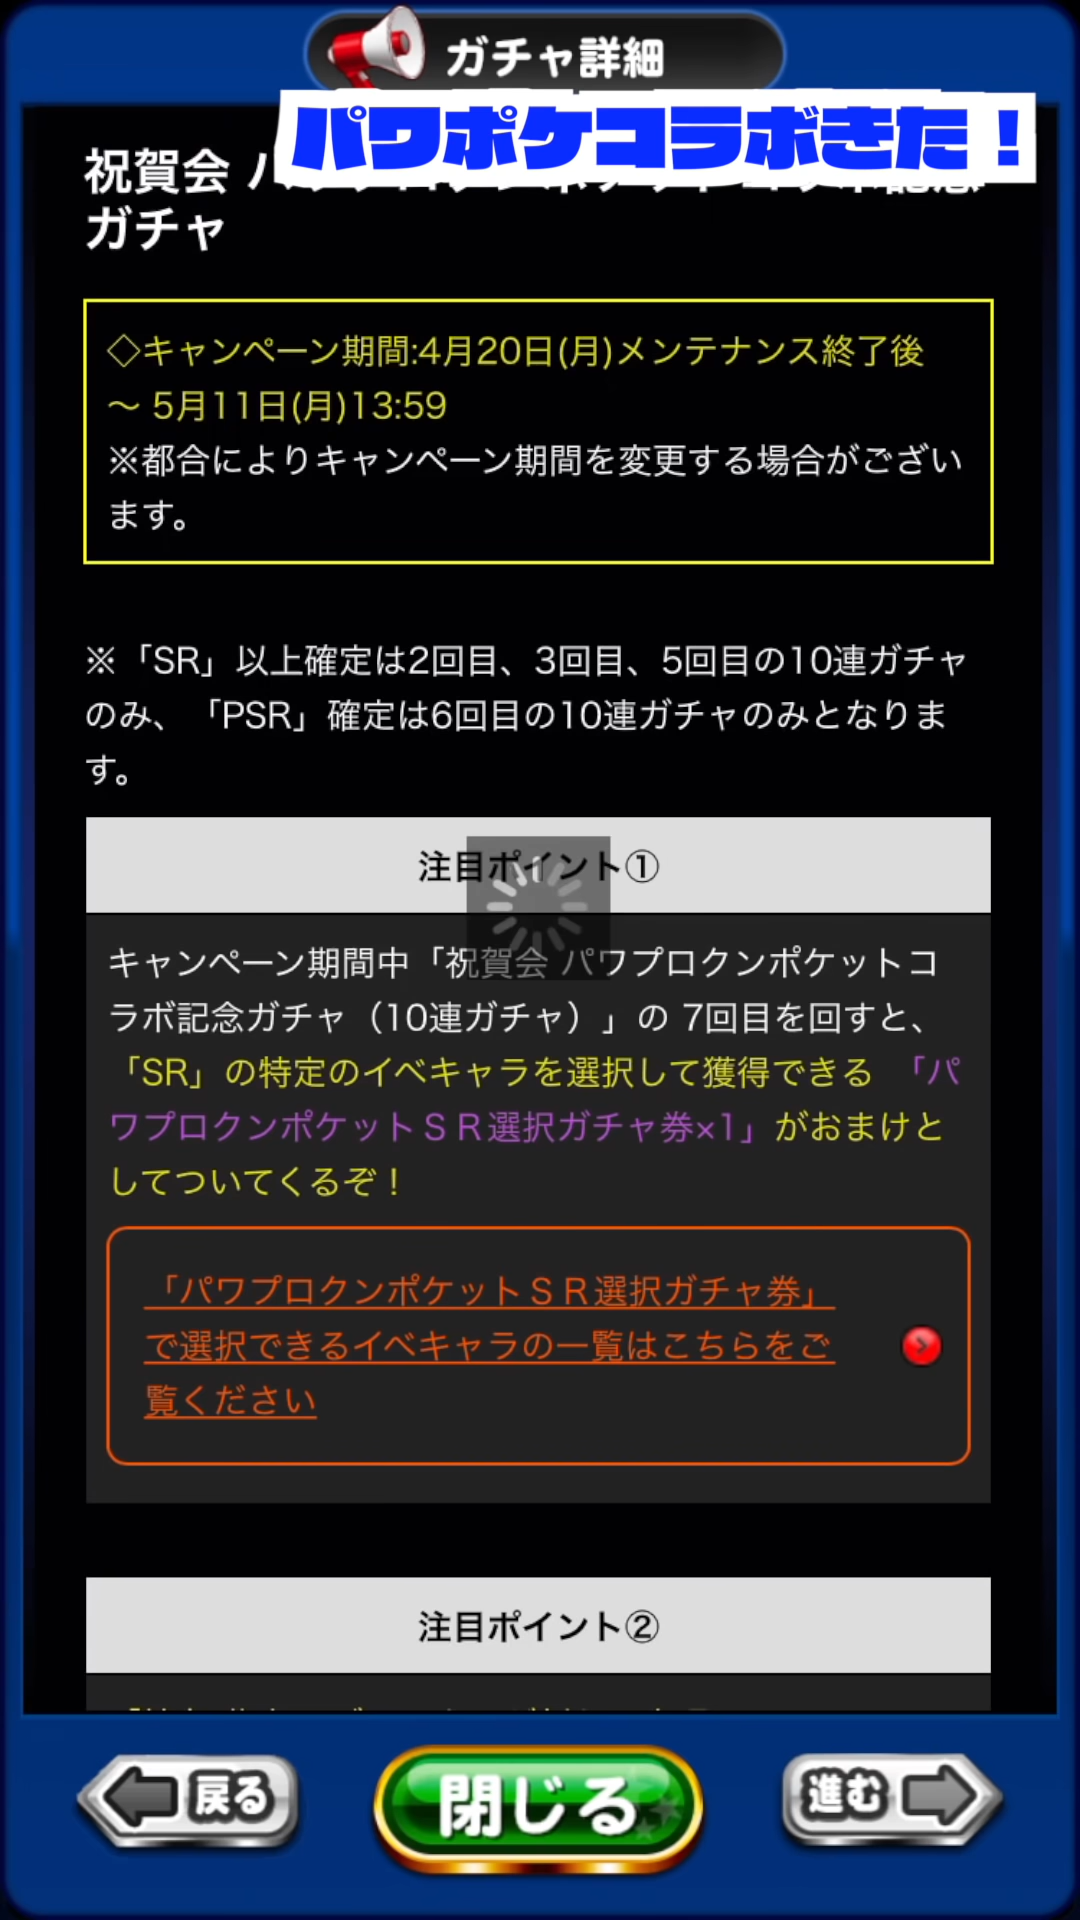 ガチャ詳細
パワポケコラボきた！
祝賀会
ガチャ
◇キャンペーン期間:4月20日(月)メンテナンス終了後
～ 5月11日(月)13:59
※都合によりキャンペーン期間を変更する場合がござい
ます。
※「SR」以上確定は2回目、3回目、5回目の10連ガチャ
のみ、「PSR」確定は6回目の10連ガチャのみとなりま
す。
注目ポイント①
キャンペーン期間中「祝賀会 パワプロクンポケットコ
ラボ記念ガチャ（10連ガチャ）」の 7回目を回すと、
「SR」の特定のイベキャラを選択して獲得できる 「パ
ワプロクンポケットＳＲ選択ガチャ券×1」がおまけと
してついてくるぞ！
「パワプロクンポケットＳＲ選択ガチャ券」
で選択できるイベキャラの一覧はこちらをご
覧ください
注目ポイント②
戻る
閉じる
進む